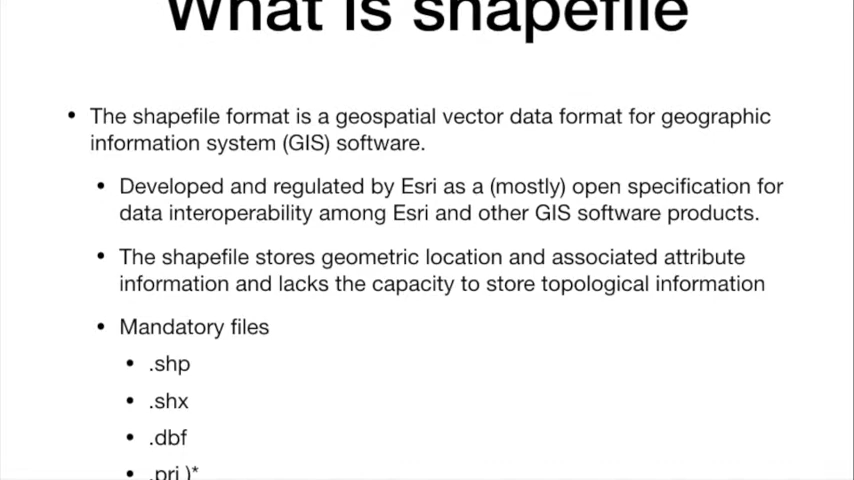 What is shapefile
• The shapefile format is a geospatial vector data format for geographic
information system (GIS) software.
• Developed and regulated by Esri as a (mostly) open specification for
data interoperability among Esri and other GIS software products.
• The shapefile stores geometric location and associated attribute
information and lacks the capacity to store topological information
• Mandatory files
• .shp
• .shx
• .dbf
• .prj )*